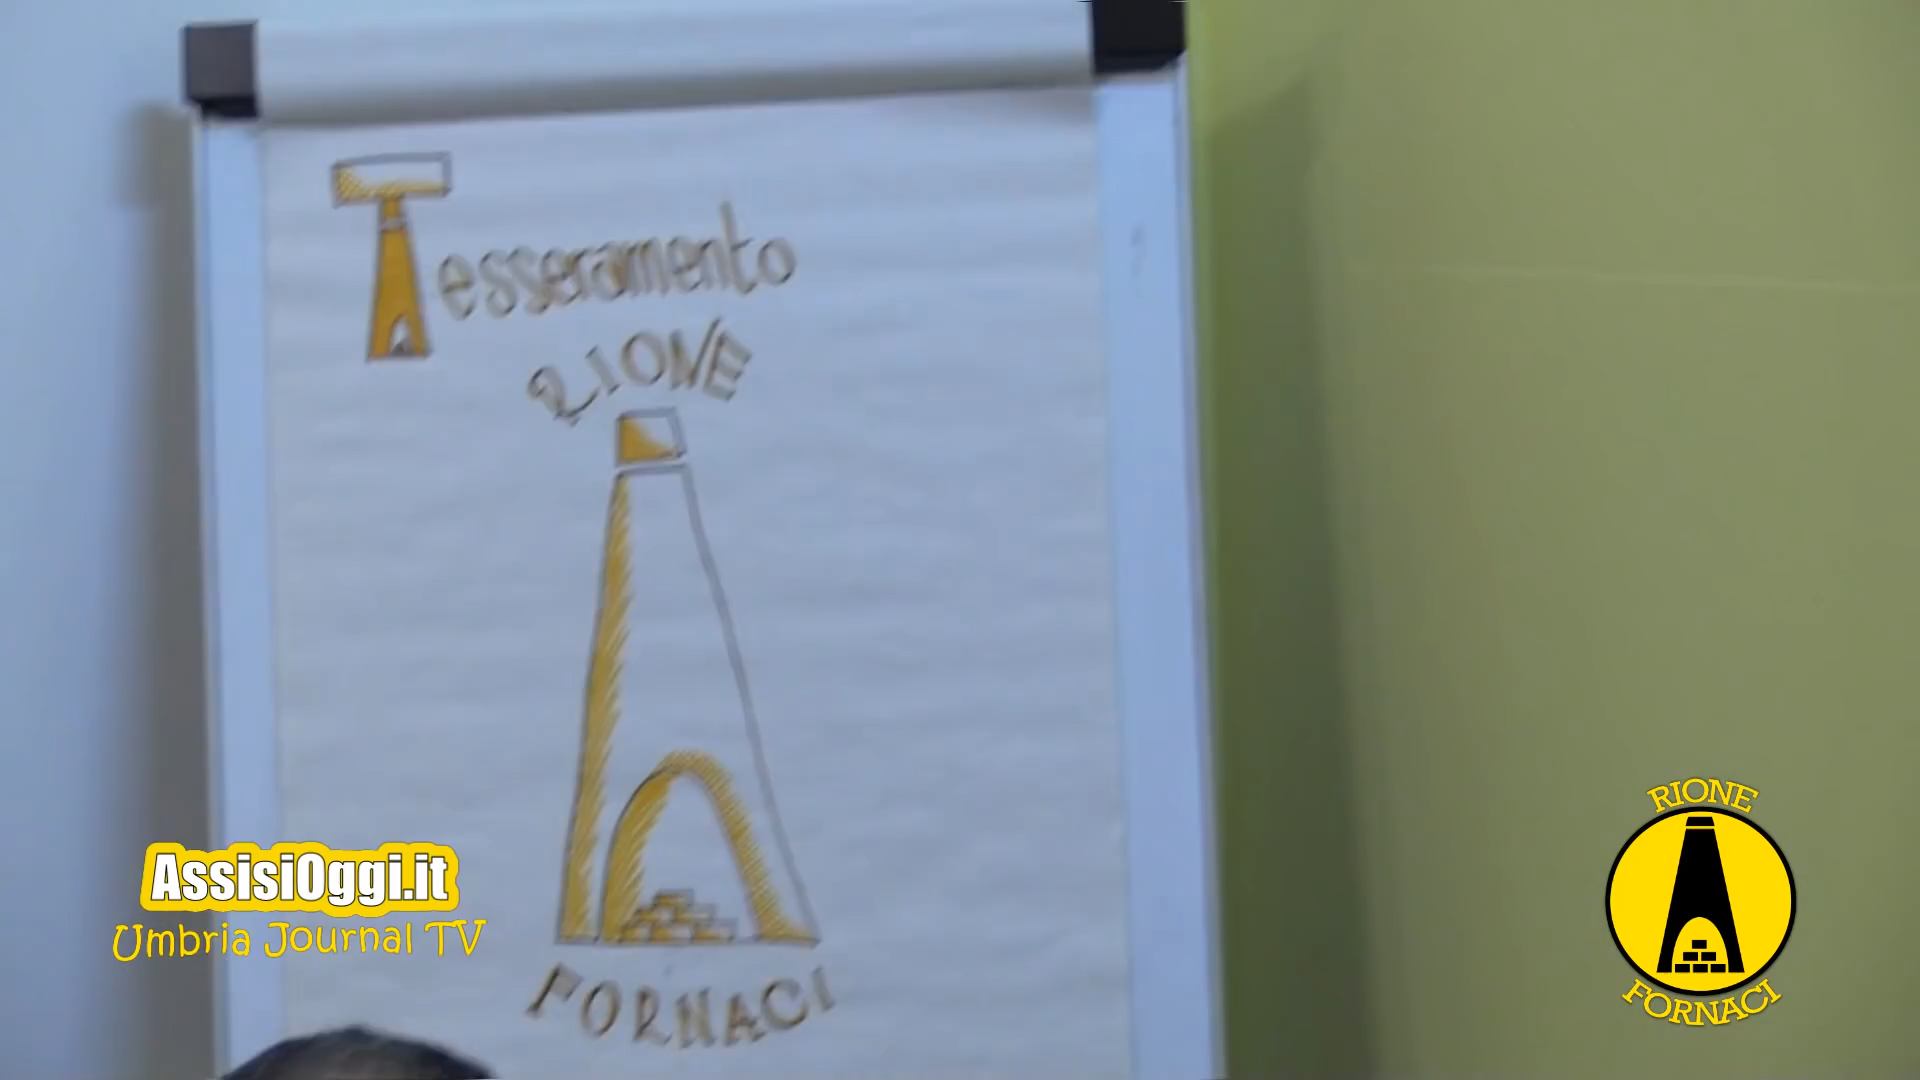 Tesseramento
RIONE
FORNACI
AssisiOggi.it
Umbria Journal TV
RIONE
FORNACI